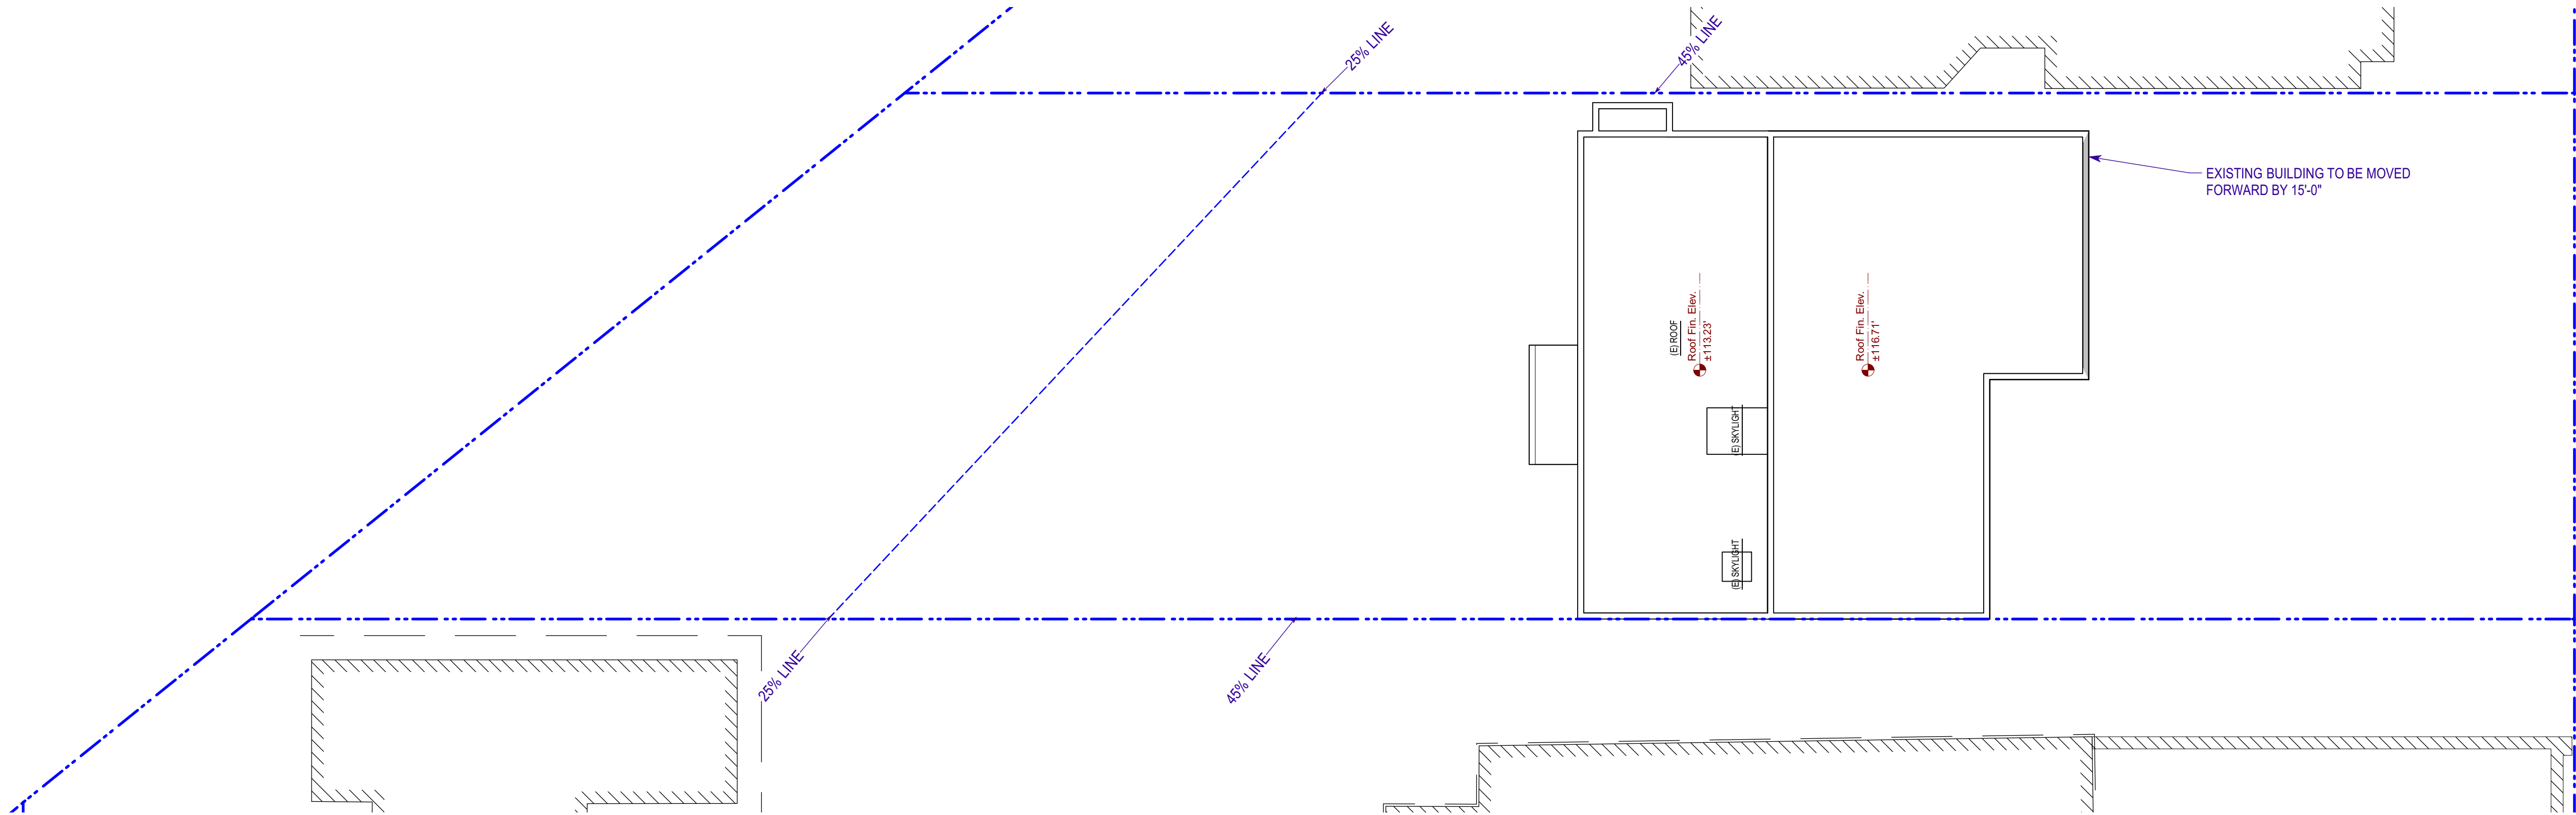 25% LINE
45% LINE
EXISTING BUILDING TO BE MOVED
FORWARD BY 15'-0"
(E) ROOF
Roof Fin. Elev.
±113.23'
Roof Fin. Elev.
±116.71'
(E) SKYLIGHT
(E) SKYLIGHT
25% LINE
45% LINE